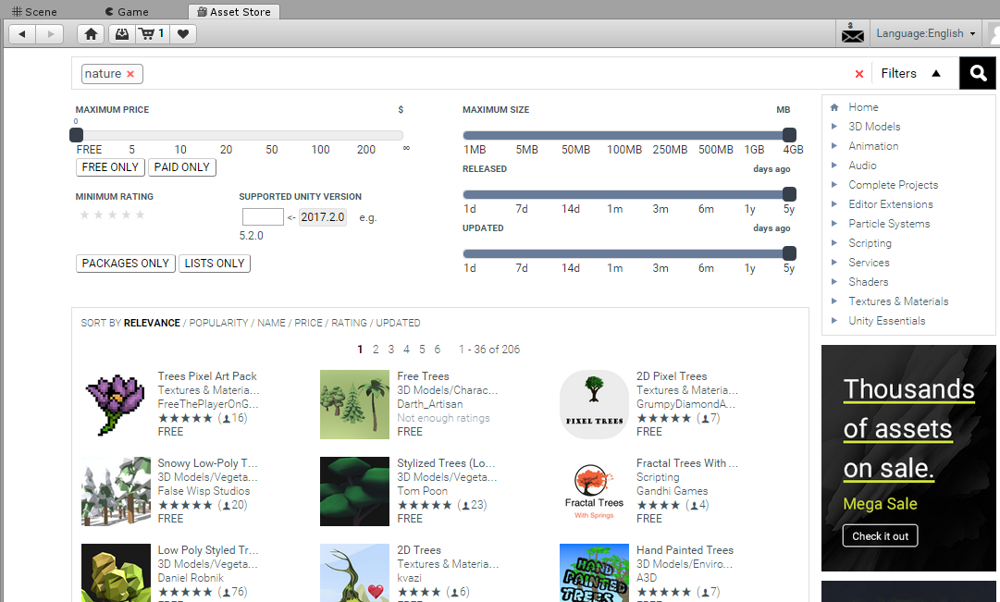 Scene Game Asset Store
1 3 Language:English
nature Filters
MAXIMUM PRICE $
0
FREE 5 10 20 50 100 200 ∞
FREE ONLY PAID ONLY
MINIMUM RATING SUPPORTED UNITY VERSION
<- 2017.2.0 e.g.
5.2.0
PACKAGES ONLY LISTS ONLY
MAXIMUM SIZE MB
1MB 5MB 50MB 100MB 250MB 500MB 1GB 4GB
RELEASED days ago
1d 7d 14d 1m 3m 6m 1y 5y
UPDATED days ago
1d 7d 14d 1m 3m 6m 1y 5y
Home
3D Models
Animation
Audio
Complete Projects
Editor Extensions
Particle Systems
Scripting
Services
Shaders
Textures & Materials
Unity Essentials
SORT BY RELEVANCE / POPULARITY / NAME / PRICE / RATING / UPDATED
1 2 3 4 5 6 1 - 36 of 206
Trees Pixel Art Pack
Textures & Materia...
FreeThePlayerOnG...
★★★★★ (16)
FREE
Free Trees
3D Models/Charac...
Darth_Artisan
Not enough ratings
FREE
PIXEL TREES
2D Pixel Trees
Textures & Materia...
GrumpyDiamondA...
★★★★★ (7)
FREE
Snowy Low-Poly T...
3D Models/Vegeta...
False Wisp Studios
★★★★★ (20)
FREE
Stylized Trees (Lo...
3D Models/Vegeta...
Tom Poon
★★★★★ (23)
FREE
Fractal Trees
With Springs
Fractal Trees With ...
Scripting
Gandhi Games
★★★★ (4)
FREE
Low Poly Styled Tr...
3D Models/Vegeta...
Daniel Robnik
★★★★★ (76)
2D Trees
Textures & Materia...
kvazi
★★★★ (6)
HAND
PAINTED
TREES
Hand Painted Trees
3D Models/Enviro...
A3D
★★★★★ (7)
Thousands
of assets
on sale.
Mega Sale
Check it out